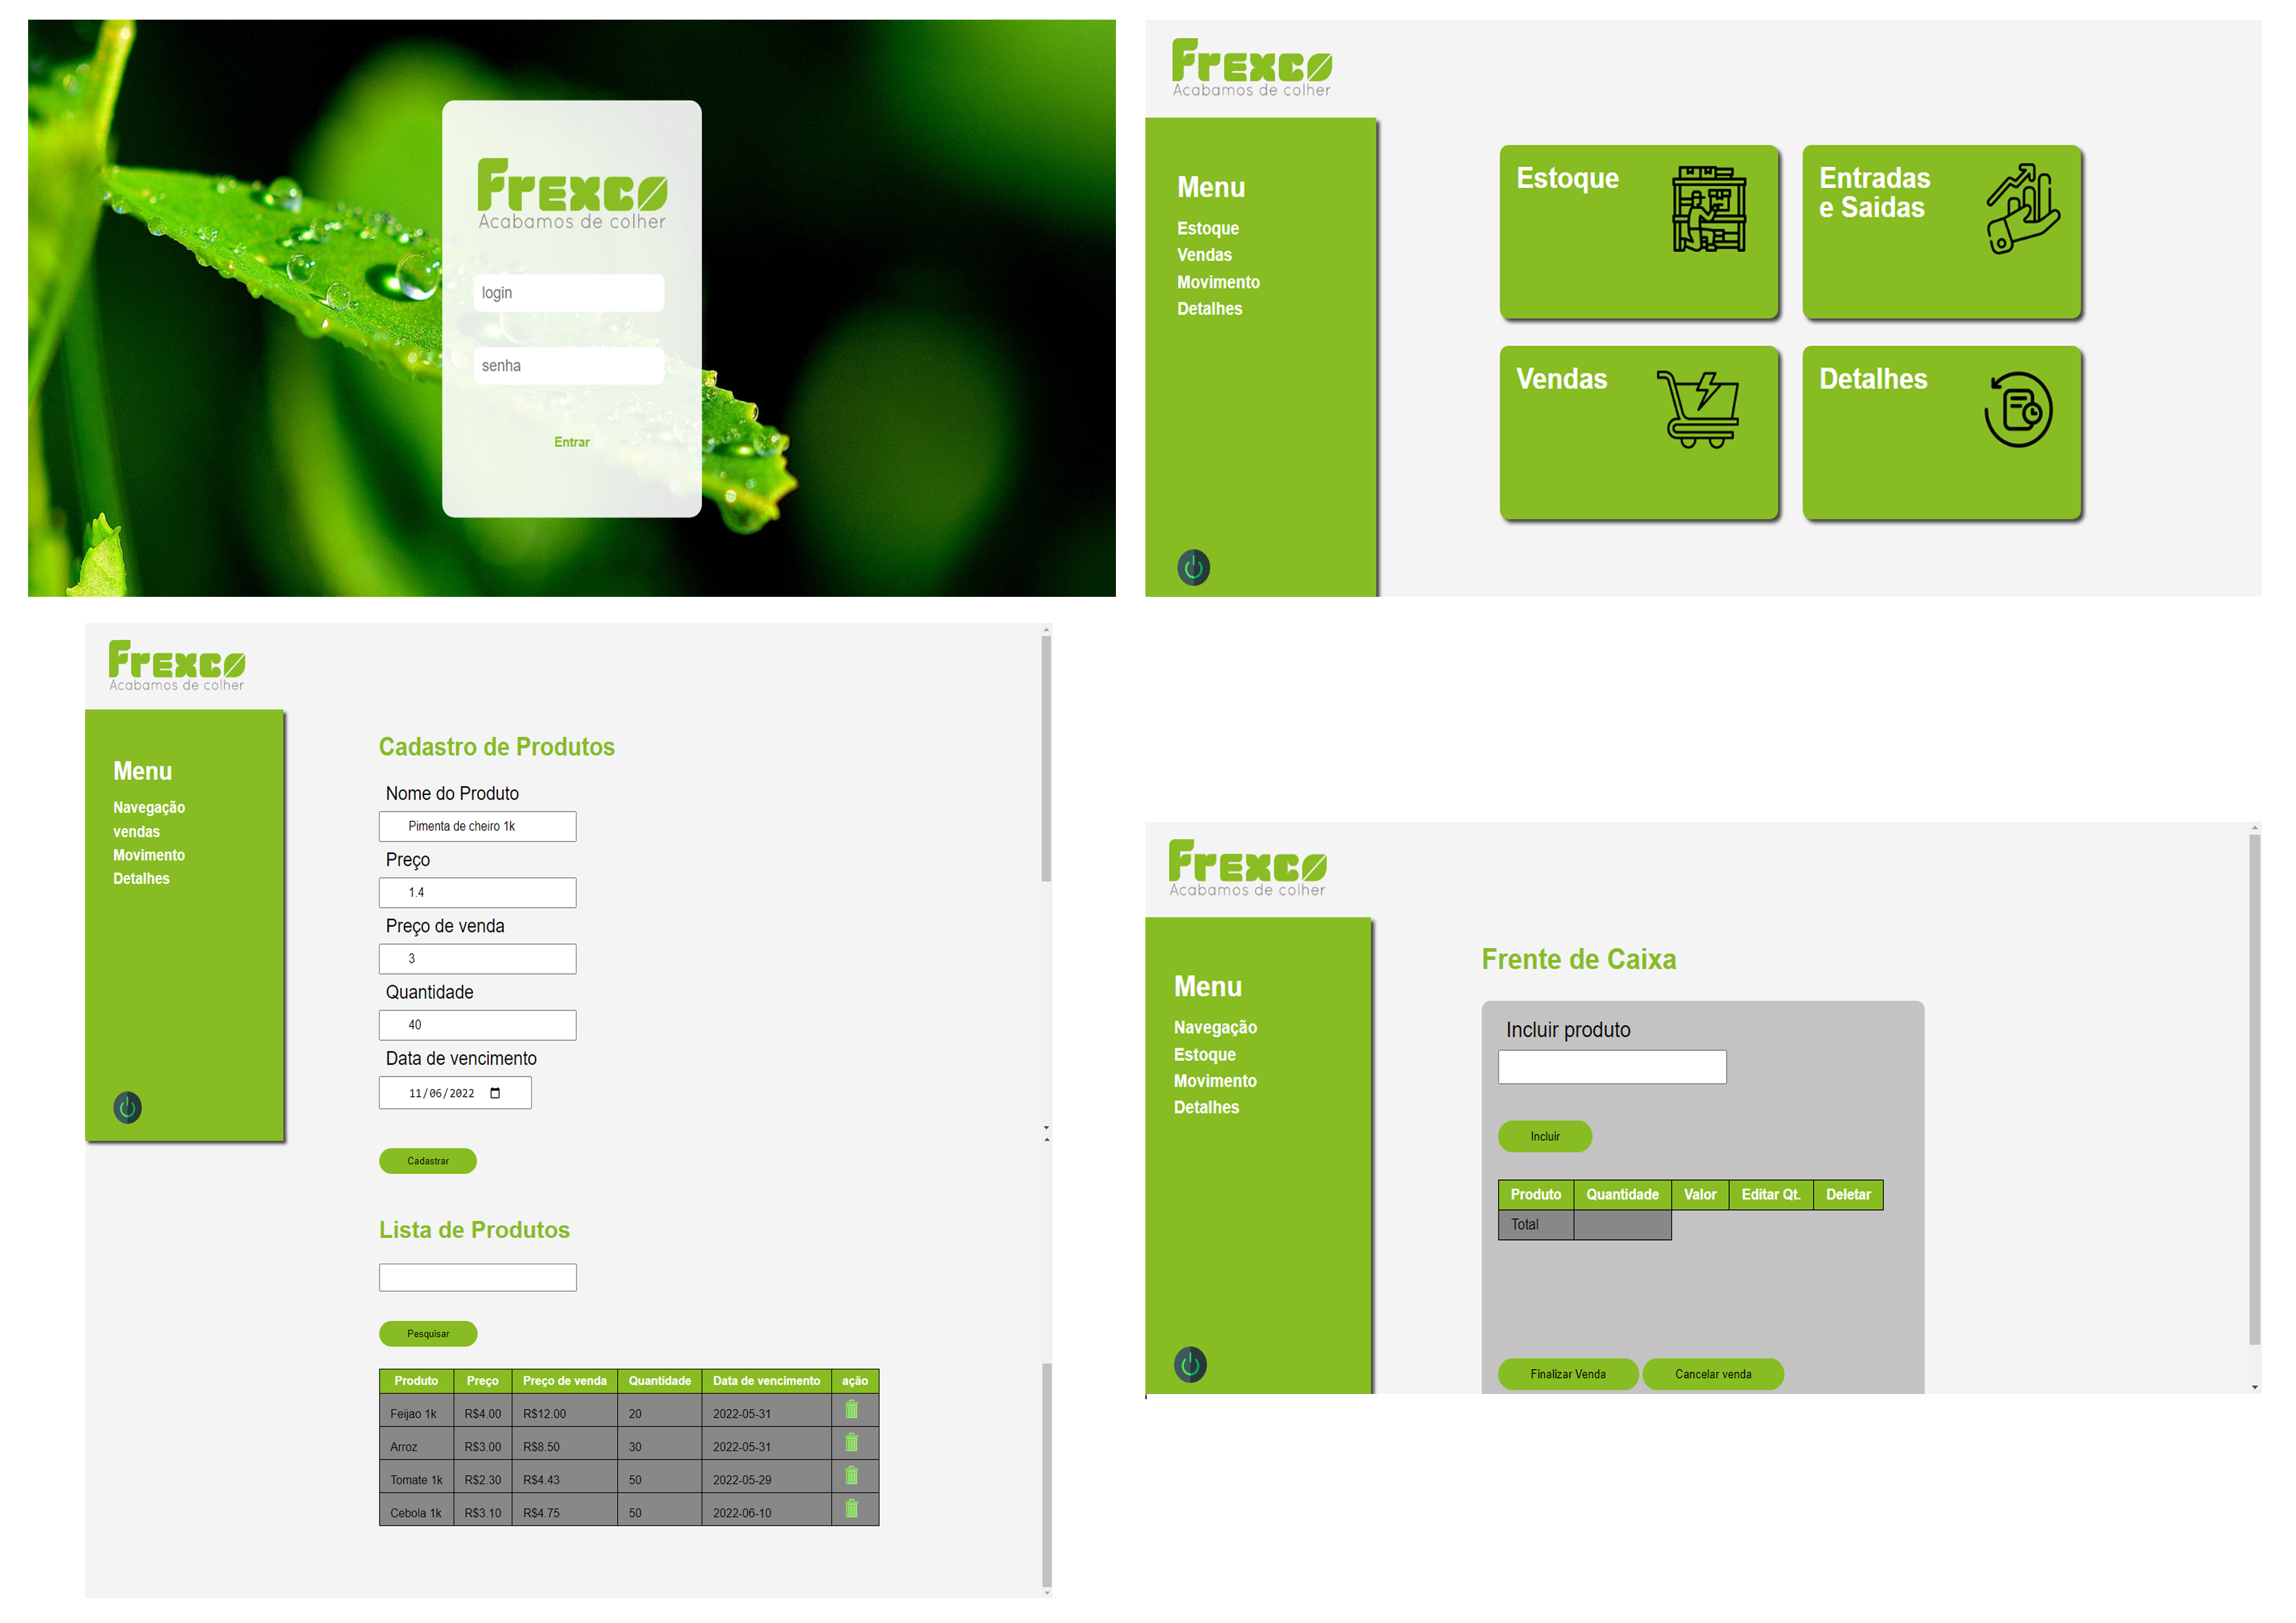 Frexco
Acabamos de colher
login
senha
Entrar
Frexco
Acabamos de colher
Menu
Estoque
Vendas
Movimento
Detalhes
Estoque
Entradas
e Saidas
Vendas
Detalhes
Frexco
Acabamos de colher
Menu
Navegação
vendas
Movimento
Detalhes
Cadastro de Produtos
Nome do Produto
Pimenta de cheiro 1k
Preço
1.4
Preço de venda
3
Quantidade
40
Data de vencimento
11/06/2022
Cadastrar
Lista de Produtos
Pesquisar
Produto Preço Preço de venda Quantidade Data de vencimento ação
Feijao 1k R$4.00 R$12.00 20 2022-05-31
Arroz R$3.00 R$8.50 30 2022-05-31
Tomate 1k R$2.30 R$4.43 50 2022-05-29
Cebola 1k R$3.10 R$4.75 50 2022-06-10
Frexco
Acabamos de colher
Menu
Navegação
Estoque
Movimento
Detalhes
Frente de Caixa
Incluir produto
Incluir
Produto Quantidade Valor Editar Qt. Deletar
Total
Finalizar Venda Cancelar venda